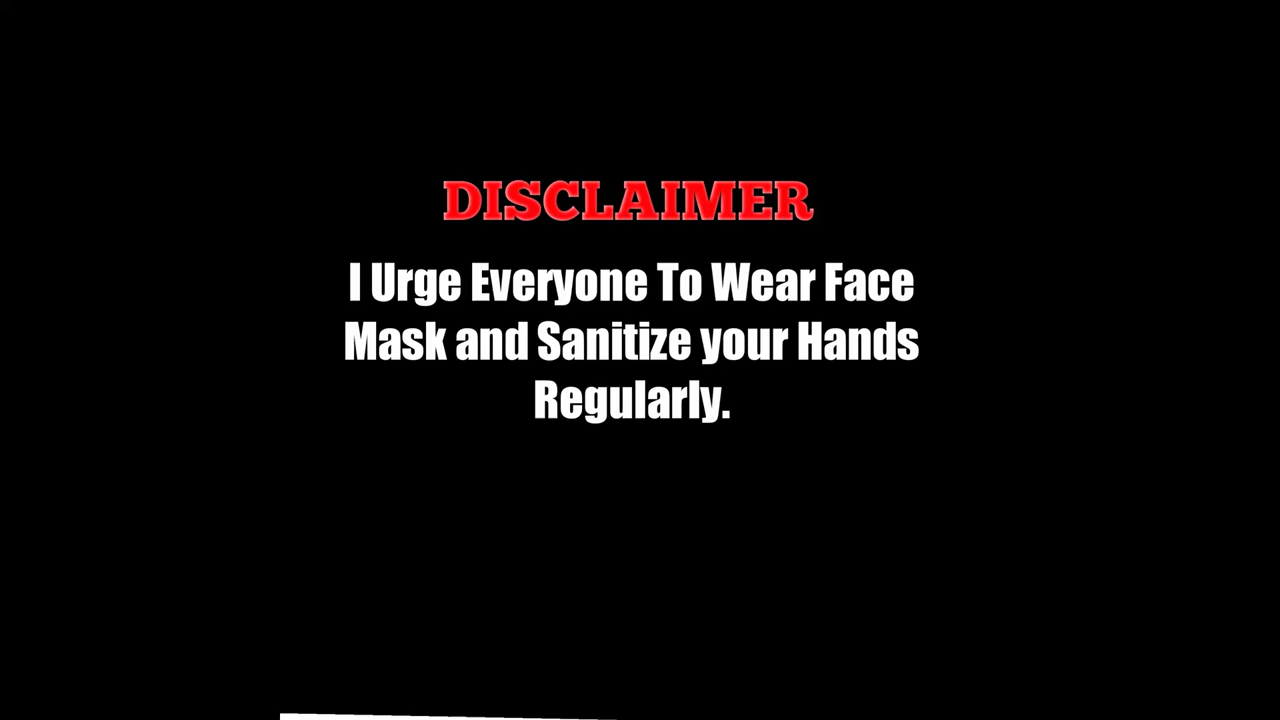 DISCLAIMER
I Urge Everyone To Wear Face
Mask and Sanitize your Hands
Regularly.